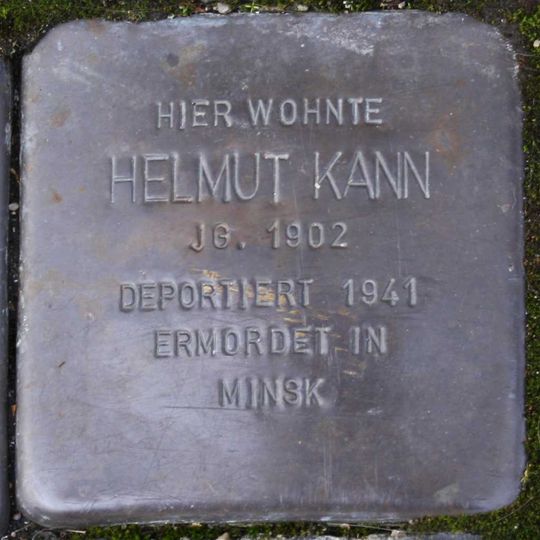 HIER WOHNTE
HELMUT KANN
JG. 1902
DEPORTIERT 1941
ERMORDET IN
MINSK